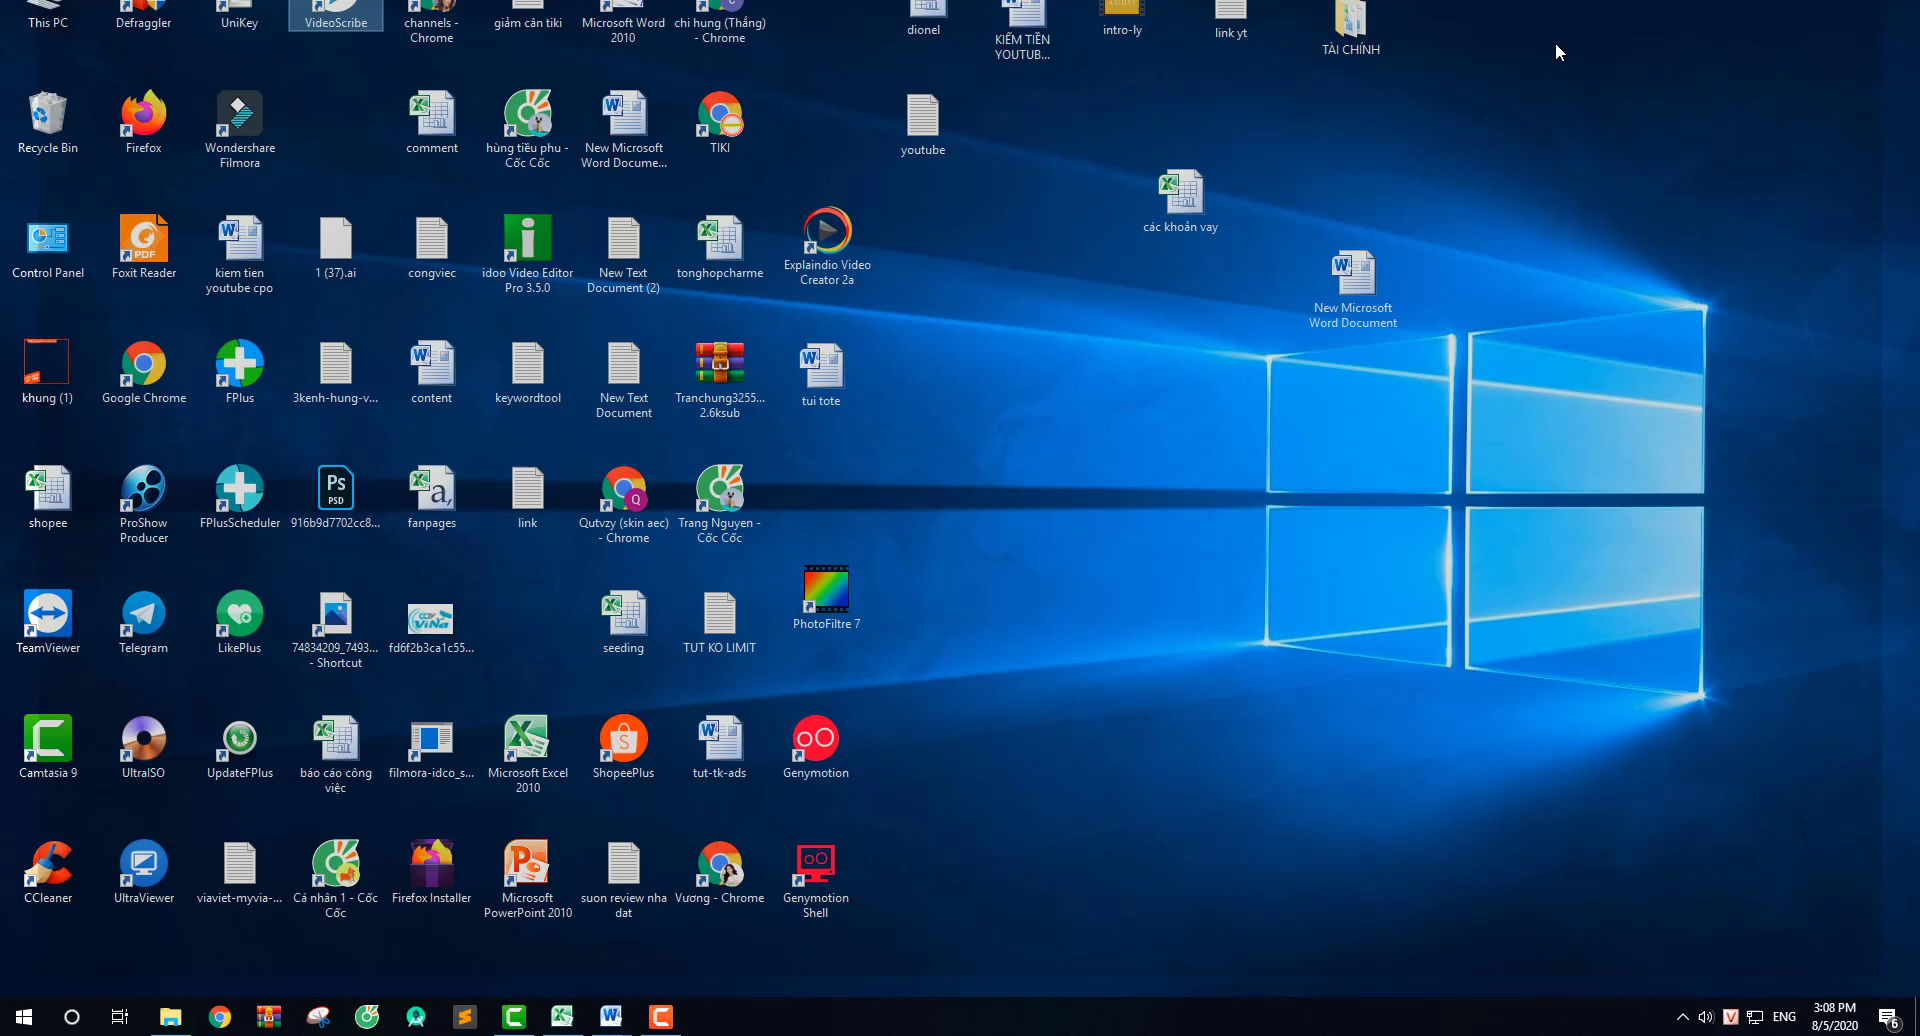 This PC
Defraggler
UniKey
VideoScribe
channels -
Chrome
giảm cân tiki
Microsoft Word
2010
chi hung (Thắng)
- Chrome
dionel
KIẾM TIỀN
YOUTUB...
intro-ly
link yt
TÀI CHÍNH
Recycle Bin
Firefox
Wondershare
Filmora
comment
hùng tiều phu -
Cốc Cốc
New Microsoft
Word Docume...
TIKI
youtube
các khoản vay
Control Panel
PDF
Foxit Reader
kiem tien
youtube cpo
1 (37).ai
congviec
idoo Video Editor
Pro 3.5.0
New Text
Document (2)
tonghopcharme
Explaindio Video
Creator 2a
New Microsoft
Word Document
khung (1)
Google Chrome
FPlus
3kenh-hung-v...
content
keywordtool
New Text
Document
Tranchung3255...
2.6ksub
tui tote
shopee
ProShow
Producer
FPlusScheduler
Ps
PSD
916b9d7702cc8...
fanpages
link
Q
Qutvzy (skin aec)
- Chrome
Trang Nguyen -
Cốc Cốc
TeamViewer
Telegram
LikePlus
74834209_7493...
- Shortcut
fd6f2b3ca1c55...
seeding
TUT KO LIMIT
PhotoFiltre 7
Camtasia 9
UltraISO
UpdateFPlus
báo cáo công
việc
filmora-idco_s...
Microsoft Excel
2010
ShopeePlus
tut-tk-ads
Genymotion
CCleaner
UltraViewer
viaviet-myvia-...
Cá nhân 1 - Cốc
Cốc
Firefox Installer
Microsoft
PowerPoint 2010
suon review nha
dat
Vương - Chrome
Genymotion
Shell
V
ENG
3:08 PM
8/5/2020
6